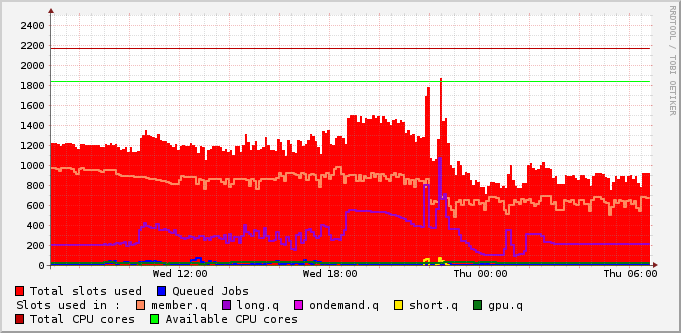 2400
2200
2000
1800
1600
1400
1200
1000
800
600
400
200
0
Wed 12:00 Wed 18:00 Thu 00:00 Thu 06:00
RRDTOOL / TOBI OETIKER
Total slots used Queued Jobs
Slots used in : member.q long.q ondemand.q short.q gpu.q
Total CPU cores Available CPU cores